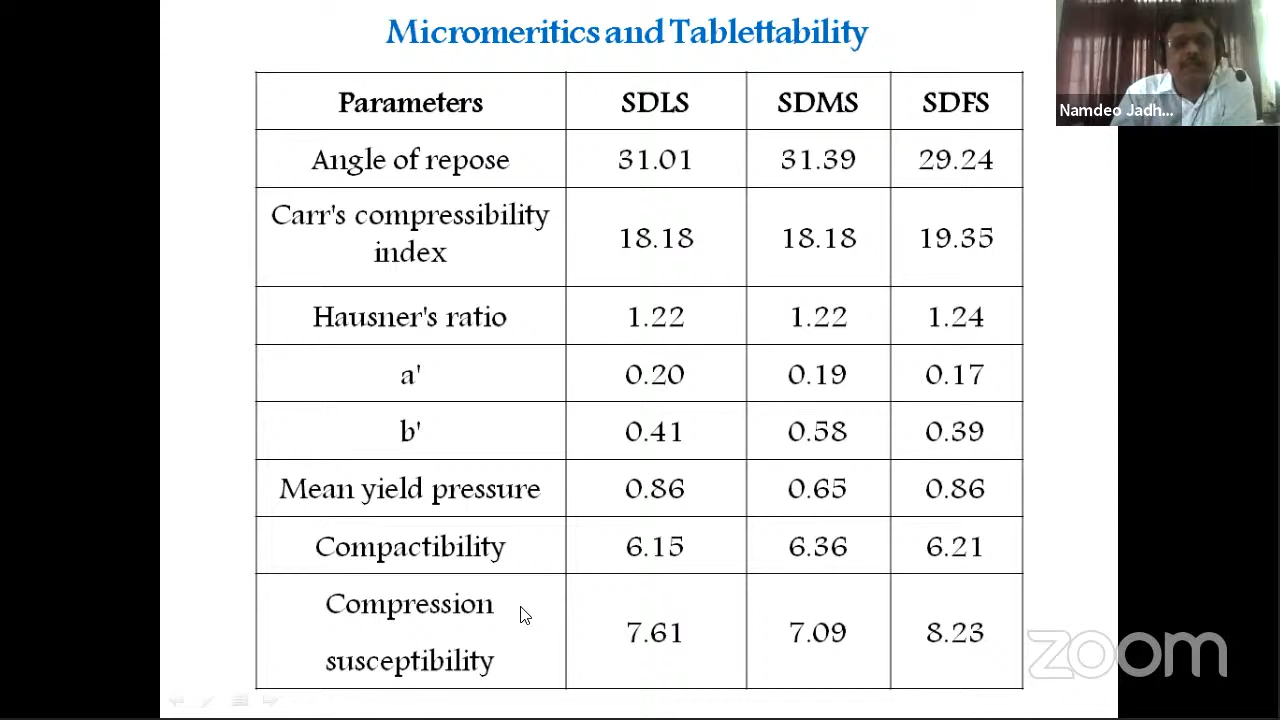 Micromeritics and Tablettability
Parameters SDLS SDMS SDFS
Angle of repose 31.01 31.39 29.24
Carr's compressibility
index 18.18 18.18 19.35
Hausner's ratio 1.22 1.22 1.24
a' 0.20 0.19 0.17
b' 0.41 0.58 0.39
Mean yield pressure 0.86 0.65 0.86
Compactibility 6.15 6.36 6.21
Compression
susceptibility 7.61 7.09 8.23
Namdeo Jadh...
zoom